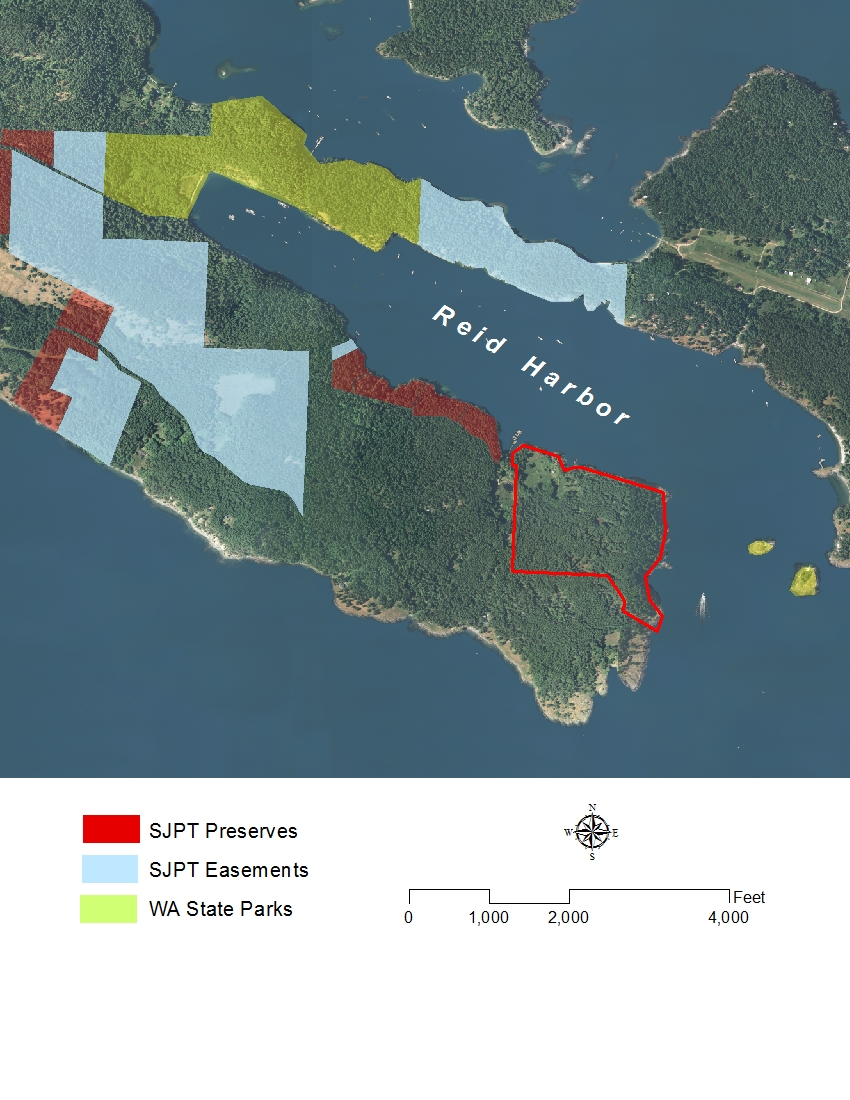 Reid Harbor
SJPT Preserves
SJPT Easements
WA State Parks
N
W E
S
Feet
0 1,000 2,000 4,000